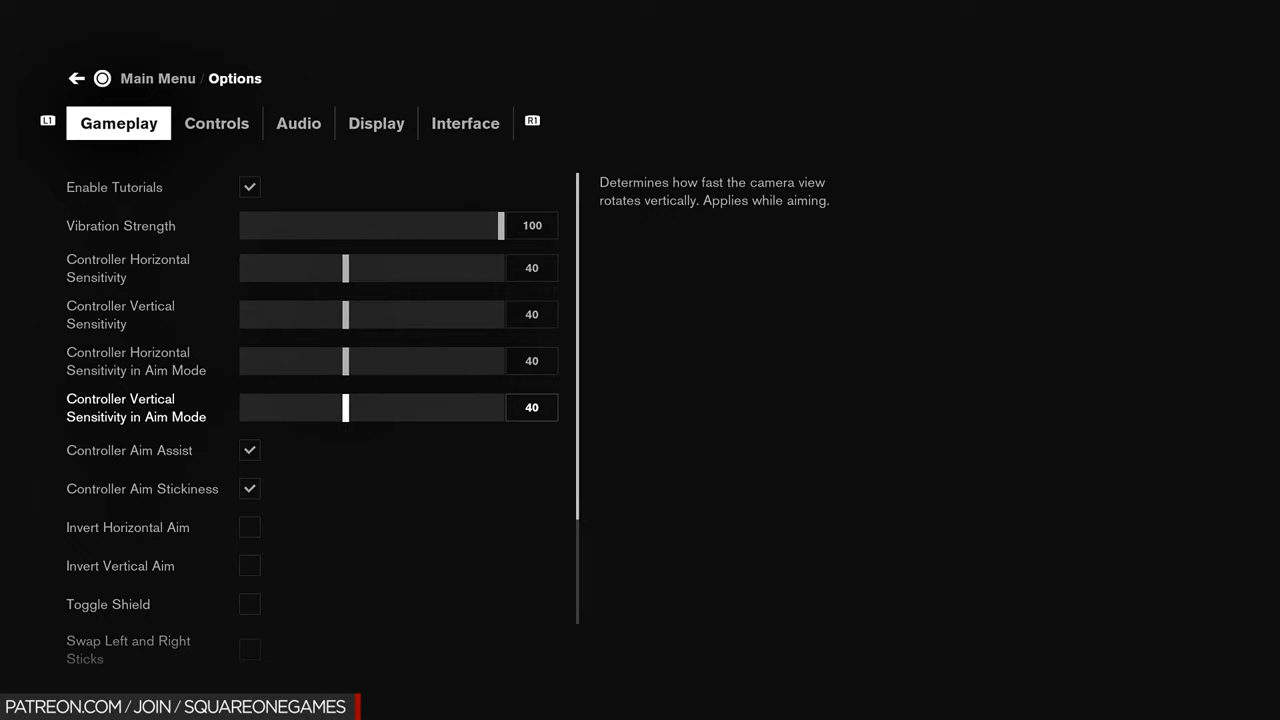 Main Menu / Options
L1 Gameplay Controls Audio Display Interface R1
Enable Tutorials
Determines how fast the camera view
rotates vertically. Applies while aiming.
Vibration Strength 100
Controller Horizontal
Sensitivity 40
Controller Vertical
Sensitivity 40
Controller Horizontal
Sensitivity in Aim Mode 40
Controller Vertical
Sensitivity in Aim Mode 40
Controller Aim Assist
Controller Aim Stickiness
Invert Horizontal Aim
Invert Vertical Aim
Toggle Shield
Swap Left and Right
Sticks
PATREON.COM / JOIN / SQUAREONEGAMES